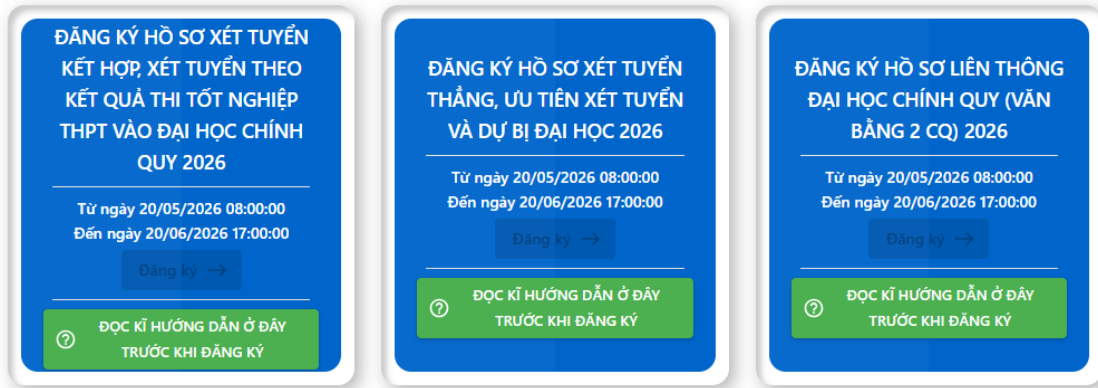 ĐĂNG KÝ HỒ SƠ XÉT TUYỂN
KẾT HỢP, XÉT TUYỂN THEO
KẾT QUẢ THI TỐT NGHIỆP
THPT VÀO ĐẠI HỌC CHÍNH
QUY 2026
Từ ngày 20/05/2026 08:00:00
Đến ngày 20/06/2026 17:00:00
Đăng ký →
ĐỌC KĨ HƯỚNG DẪN Ở ĐÂY
TRƯỚC KHI ĐĂNG KÝ
ĐĂNG KÝ HỒ SƠ XÉT TUYỂN
THẲNG, ƯU TIÊN XÉT TUYỂN
VÀ DỰ BỊ ĐẠI HỌC 2026
Từ ngày 20/05/2026 08:00:00
Đến ngày 20/06/2026 17:00:00
Đăng ký →
ĐỌC KĨ HƯỚNG DẪN Ở ĐÂY
TRƯỚC KHI ĐĂNG KÝ
ĐĂNG KÝ HỒ SƠ LIÊN THÔNG
ĐẠI HỌC CHÍNH QUY (VĂN
BẰNG 2 CQ) 2026
Từ ngày 20/05/2026 08:00:00
Đến ngày 20/06/2026 17:00:00
Đăng ký →
ĐỌC KĨ HƯỚNG DẪN Ở ĐÂY
TRƯỚC KHI ĐĂNG KÝ